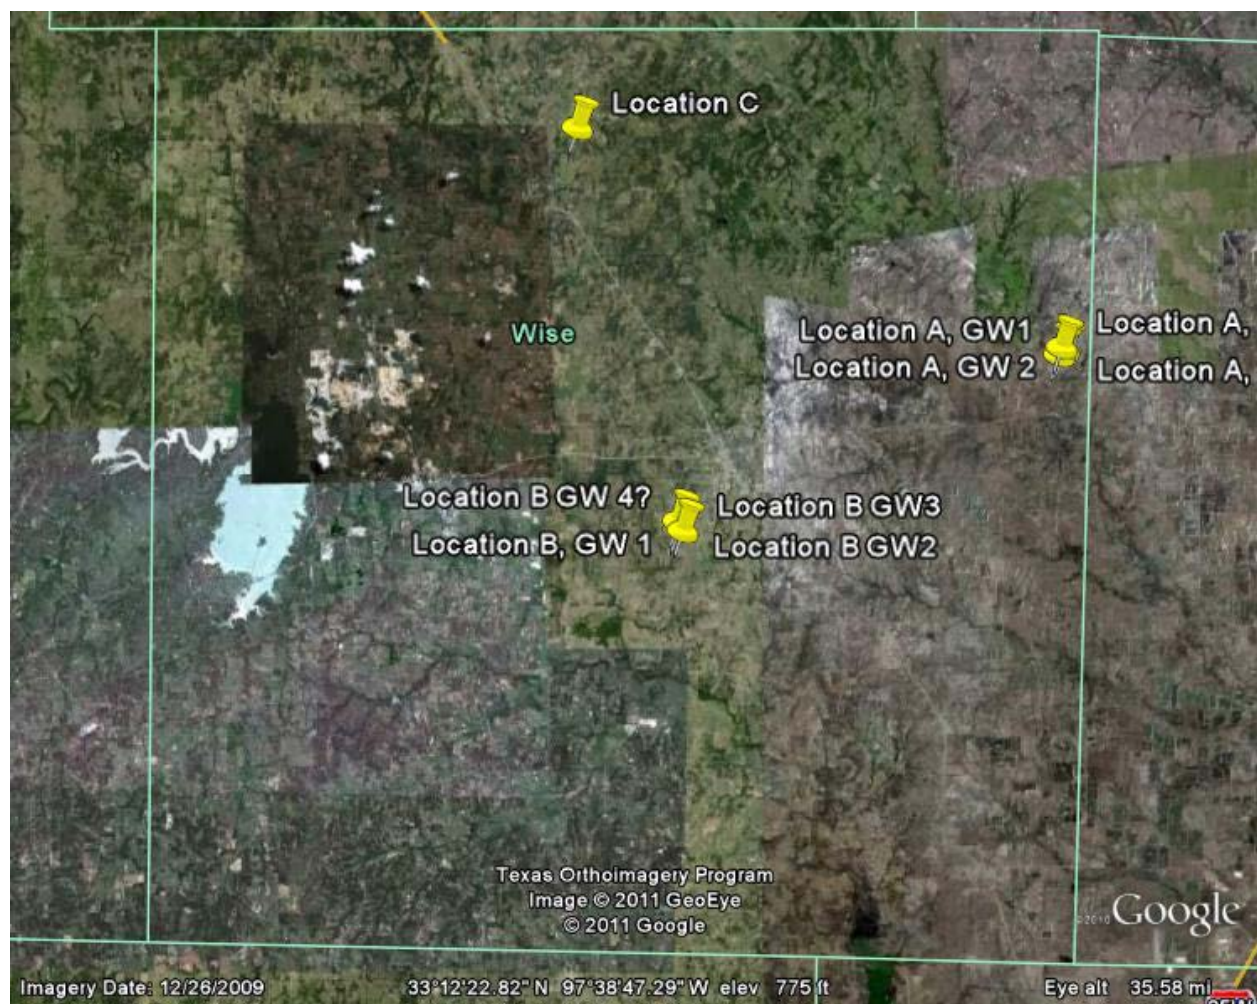 Location C
Wise
Location A, GW1
Location A,
Location A, GW 2
Location A,
Location B GW 4?
Location B GW3
Location B, GW 1
Location B GW2
Texas Orthoimagery Program
Image © 2011 GeoEye
© 2011 Google
© 2010 Google
Imagery Date: 12/26/2009
33°12'22.82" N 97°38'47.29" W elev 775 ft
Eye alt 35.58 mi